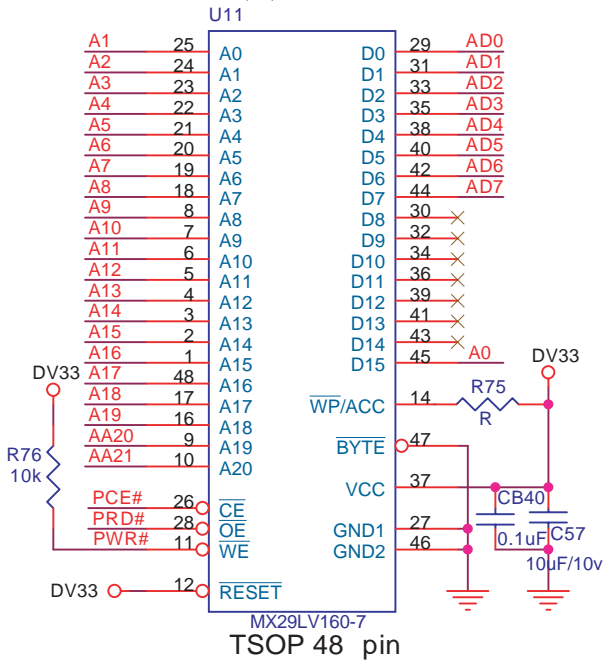 U11
A1 25 A0 D0 29 AD0
A2 24 A1 D1 31 AD1
A3 23 A2 D2 33 AD2
A4 22 A3 D3 35 AD3
A5 21 A4 D4 38 AD4
A6 20 A5 D5 40 AD5
A7 19 A6 D6 42 AD6
A8 18 A7 D7 44 AD7
A9 8 A8 D8 30
A10 7 A9 D9 32
A11 6 A10 D10 34
A12 5 A11 D11 36
A13 4 A12 D12 39
A14 3 A13 D13 41
A15 2 A14 D14 43
A16 1 A15 D15 45 A0 DV33
DV33 A17 48 A16
A18 17 A17 WP/ACC 14 R75
R
A19 16 A18
AA20 9 A19 BYTE 47
R76
10k
AA21 10 A20
VCC 37
PCE# 26 CE CB40
0.1uF
PRD# 28 OE GND1 27 C57
10uF/10v
PWR# 11 WE GND2 46
DV33 12 RESET
MX29LV160-7
TSOP 48 pin